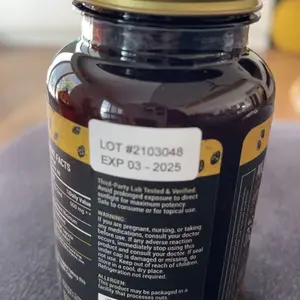 LOT #2103048
EXP 03 - 2025
FACTS
Daily Value
Third-Party Lab Tested & Verified
Avoid prolonged exposure to direct
sunlight for maximum potency.
Safe to consume or for topical use.
WARNING:
If you are pregnant, nursing, or taking
any medications, consult your doctor
before use. If any adverse reaction
occurs, immediately stop using this
product and consult your doctor. If seal
under cap is damaged or missing, do
not use. Keep out of reach of children.
Store in a cool, dry place.
Refrigeration not required.
ALLERGEN:
This product may be packaged in a
facility that processes nuts